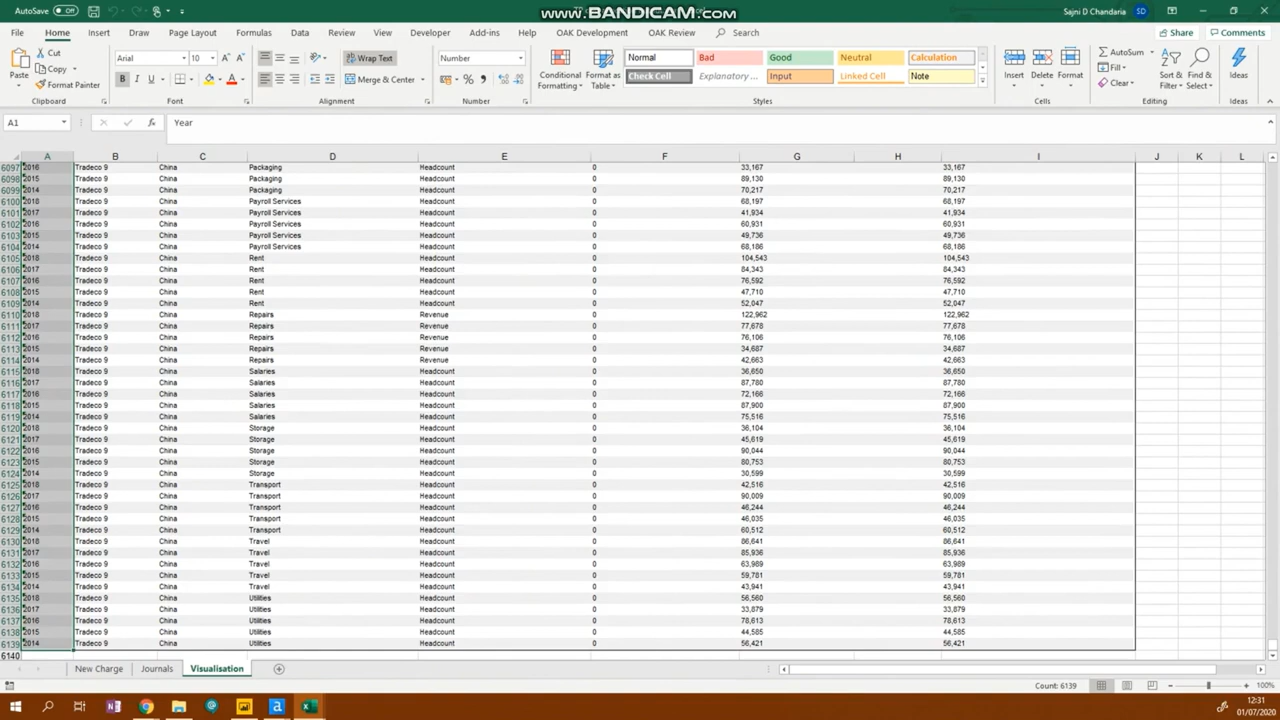 AutoSave Off
www.BANDICAM.com
Sajni D Chandaria SD
File Home Insert Draw Page Layout Formulas Data Review View Developer Add-ins Help OAK Development OAK Review Search Share Comments
Cut Arial 10 Wrap Text Number Normal Bad Good Neutral Calculation AutoSum
Paste Copy Conditional Format as Check Cell Explanatory ... Input Linked Cell Note Insert Delete Format Fill Sort & Find & Ideas
Format Painter B I U Merge & Center Formatting Table Clear Filter Select
Clipboard Font Alignment Number Styles Cells Editing Ideas
A1 fx Year
A B C D E F G H I J K L
6097 2016 Tradeco 9 China Packaging Headcount 0 33,167 33,167
6098 2015 Tradeco 9 China Packaging Headcount 0 89,130 89,130
6099 2014 Tradeco 9 China Packaging Headcount 0 70,217 70,217
6100 2018 Tradeco 9 China Payroll Services Headcount 0 68,197 68,197
6101 2017 Tradeco 9 China Payroll Services Headcount 0 41,934 41,934
6102 2016 Tradeco 9 China Payroll Services Headcount 0 60,931 60,931
6103 2015 Tradeco 9 China Payroll Services Headcount 0 49,736 49,736
6104 2014 Tradeco 9 China Payroll Services Headcount 0 68,186 68,186
6105 2018 Tradeco 9 China Rent Headcount 0 104,543 104,543
6106 2017 Tradeco 9 China Rent Headcount 0 84,343 84,343
6107 2016 Tradeco 9 China Rent Headcount 0 76,592 76,592
6108 2015 Tradeco 9 China Rent Headcount 0 47,710 47,710
6109 2014 Tradeco 9 China Rent Headcount 0 52,047 52,047
6110 2018 Tradeco 9 China Repairs Revenue 0 122,962 122,962
6111 2017 Tradeco 9 China Repairs Revenue 0 77,678 77,678
6112 2016 Tradeco 9 China Repairs Revenue 0 76,106 76,106
6113 2015 Tradeco 9 China Repairs Revenue 0 34,687 34,687
6114 2014 Tradeco 9 China Repairs Revenue 0 42,663 42,663
6115 2018 Tradeco 9 China Salaries Headcount 0 36,650 36,650
6116 2017 Tradeco 9 China Salaries Headcount 0 87,780 87,780
6117 2016 Tradeco 9 China Salaries Headcount 0 72,166 72,166
6118 2015 Tradeco 9 China Salaries Headcount 0 87,900 87,900
6119 2014 Tradeco 9 China Salaries Headcount 0 75,516 75,516
6120 2018 Tradeco 9 China Storage Headcount 0 36,104 36,104
6121 2017 Tradeco 9 China Storage Headcount 0 45,619 45,619
6122 2016 Tradeco 9 China Storage Headcount 0 90,044 90,044
6123 2015 Tradeco 9 China Storage Headcount 0 80,753 80,753
6124 2014 Tradeco 9 China Storage Headcount 0 30,599 30,599
6125 2018 Tradeco 9 China Transport Headcount 0 42,516 42,516
6126 2017 Tradeco 9 China Transport Headcount 0 90,009 90,009
6127 2016 Tradeco 9 China Transport Headcount 0 46,244 46,244
6128 2015 Tradeco 9 China Transport Headcount 0 46,035 46,035
6129 2014 Tradeco 9 China Transport Headcount 0 60,512 60,512
6130 2018 Tradeco 9 China Travel Headcount 0 86,641 86,641
6131 2017 Tradeco 9 China Travel Headcount 0 85,936 85,936
6132 2016 Tradeco 9 China Travel Headcount 0 63,989 63,989
6133 2015 Tradeco 9 China Travel Headcount 0 59,781 59,781
6134 2014 Tradeco 9 China Travel Headcount 0 43,941 43,941
6135 2018 Tradeco 9 China Utilities Headcount 0 56,560 56,560
6136 2017 Tradeco 9 China Utilities Headcount 0 33,879 33,879
6137 2016 Tradeco 9 China Utilities Headcount 0 78,613 78,613
6138 2015 Tradeco 9 China Utilities Headcount 0 44,585 44,585
6139 2014 Tradeco 9 China Utilities Headcount 0 56,421 56,421
6140
New Charge Journals Visualisation
Count: 6139 100%
12:31
01/07/2020